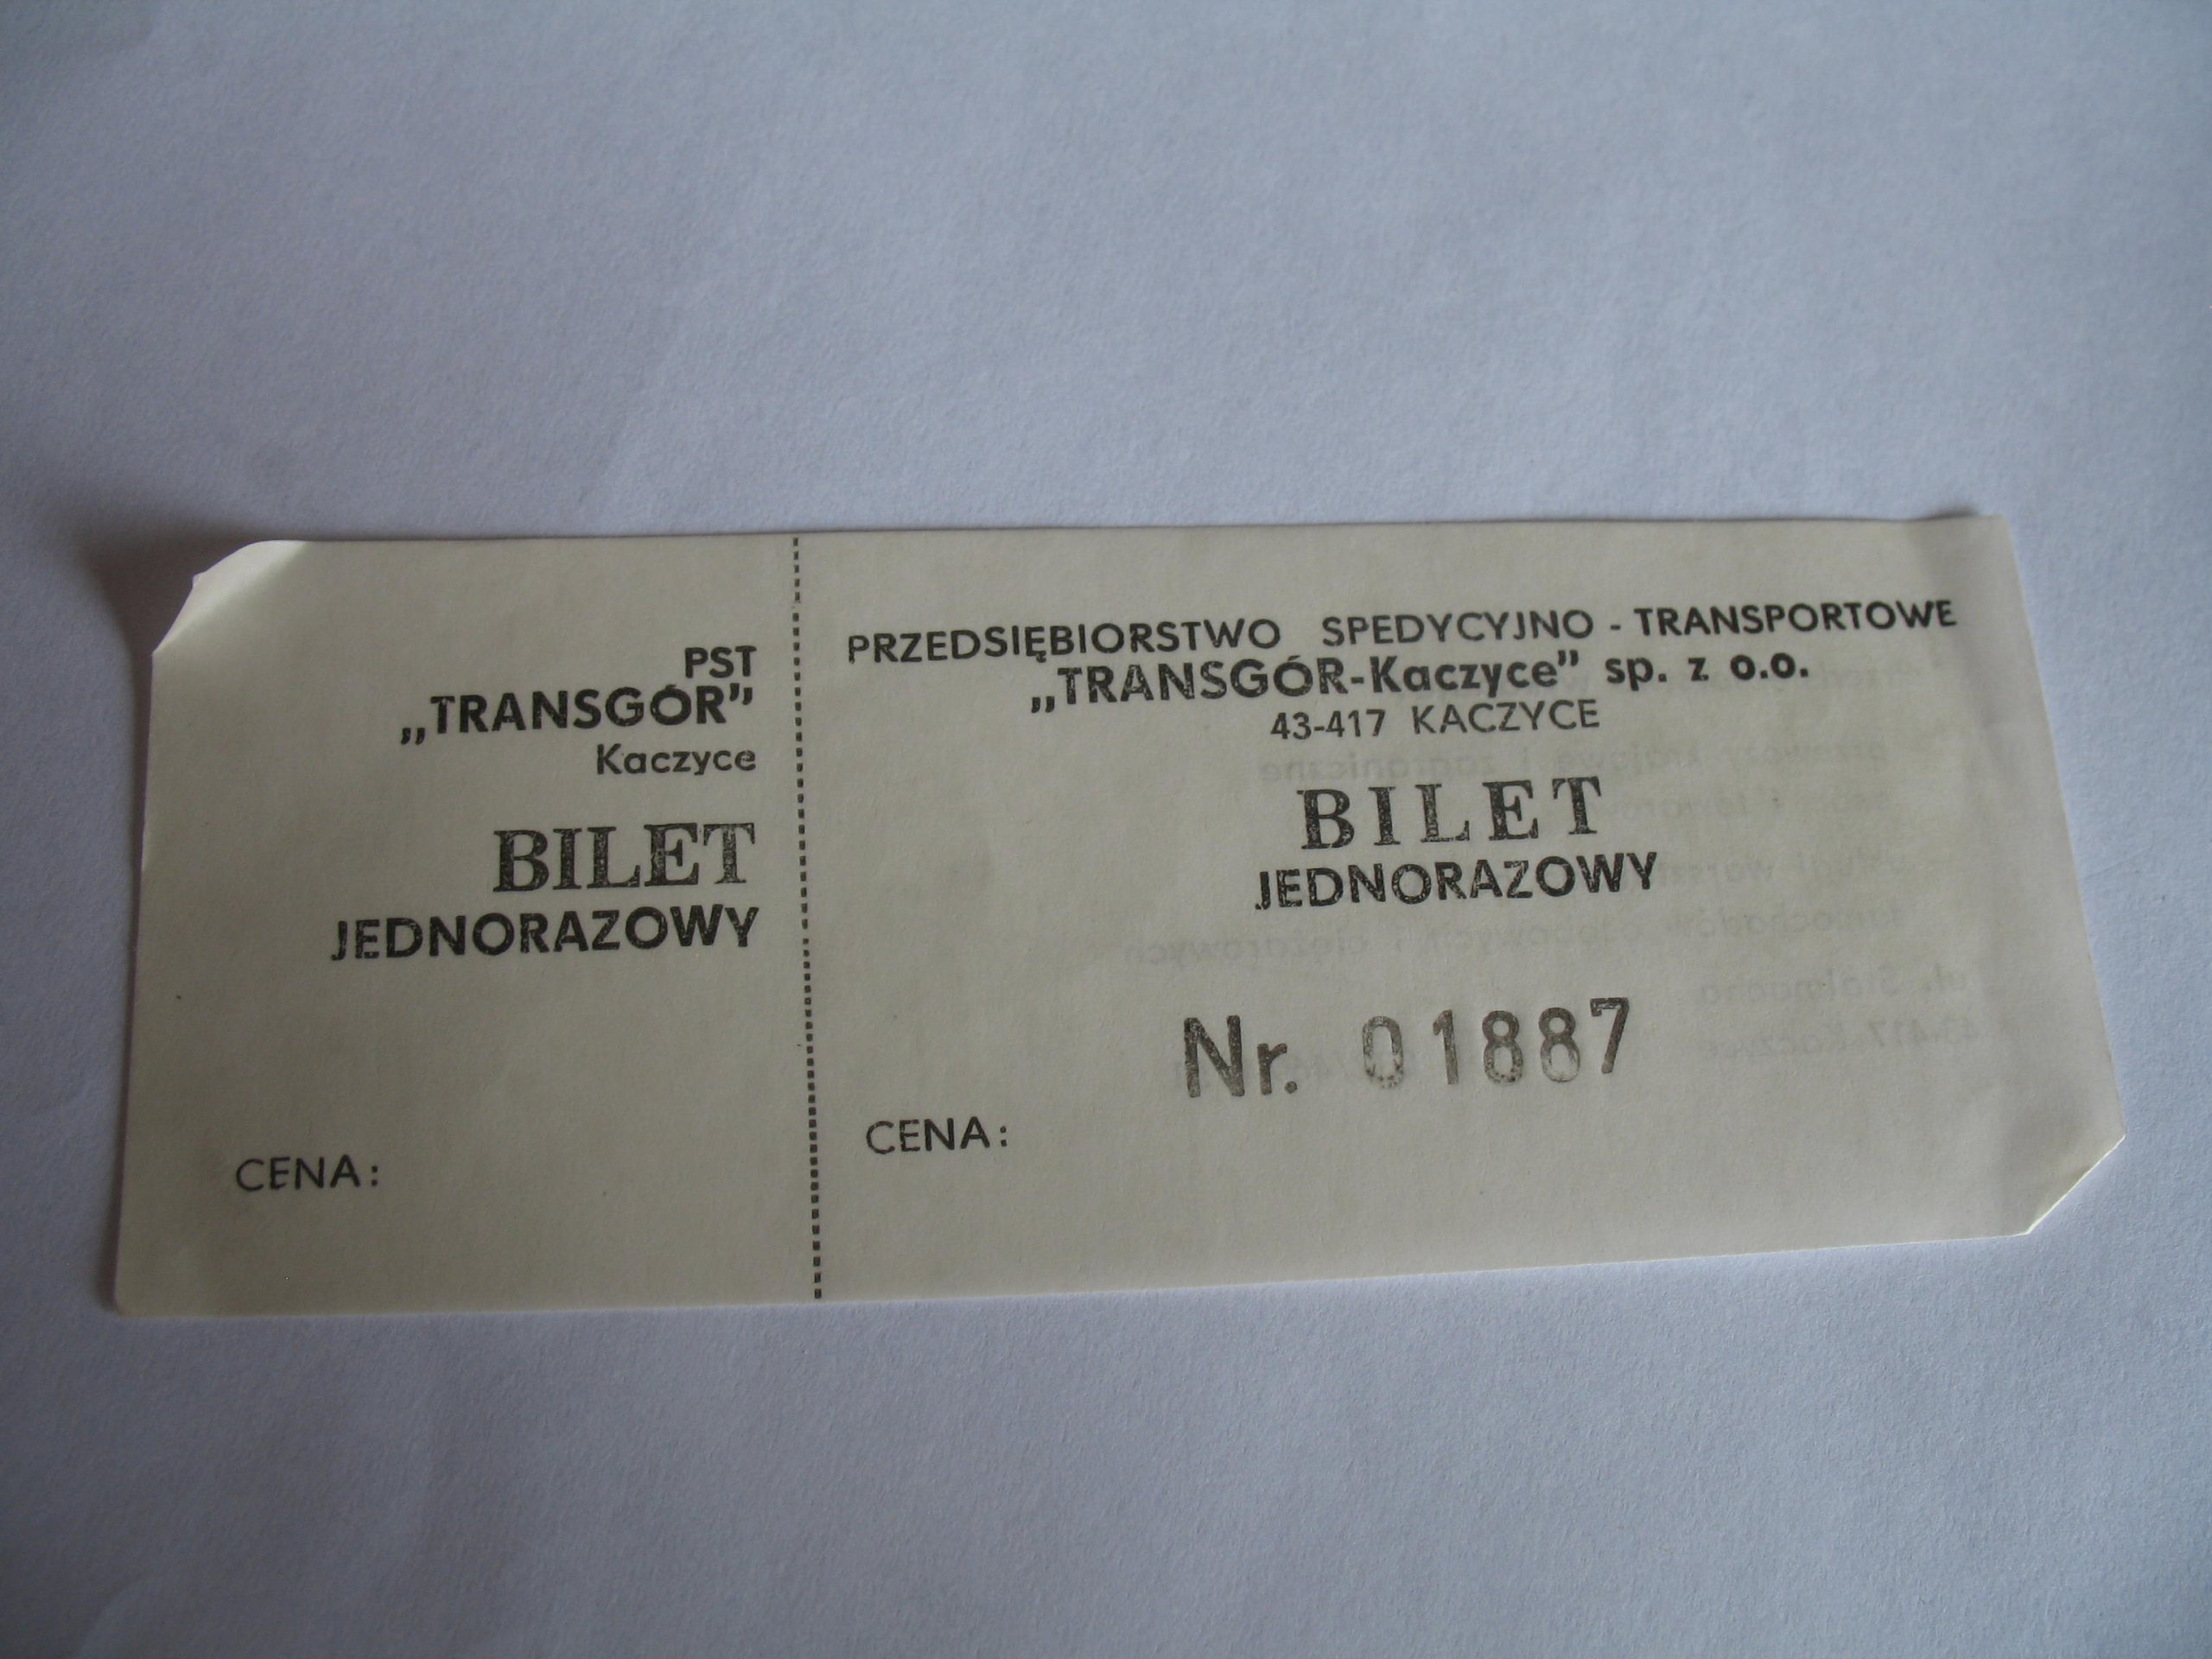 PST
„TRANSGÓR”
Kaczyce
BILET
JEDNORAZOWY
CENA:
PRZEDSIĘBIORSTWO SPEDYCYJNO - TRANSPORTOWE
„TRANSGÓR-Kaczyce” sp. z o.o.
43-417 KACZYCE
BILET
JEDNORAZOWY
Nr. 01887
CENA: